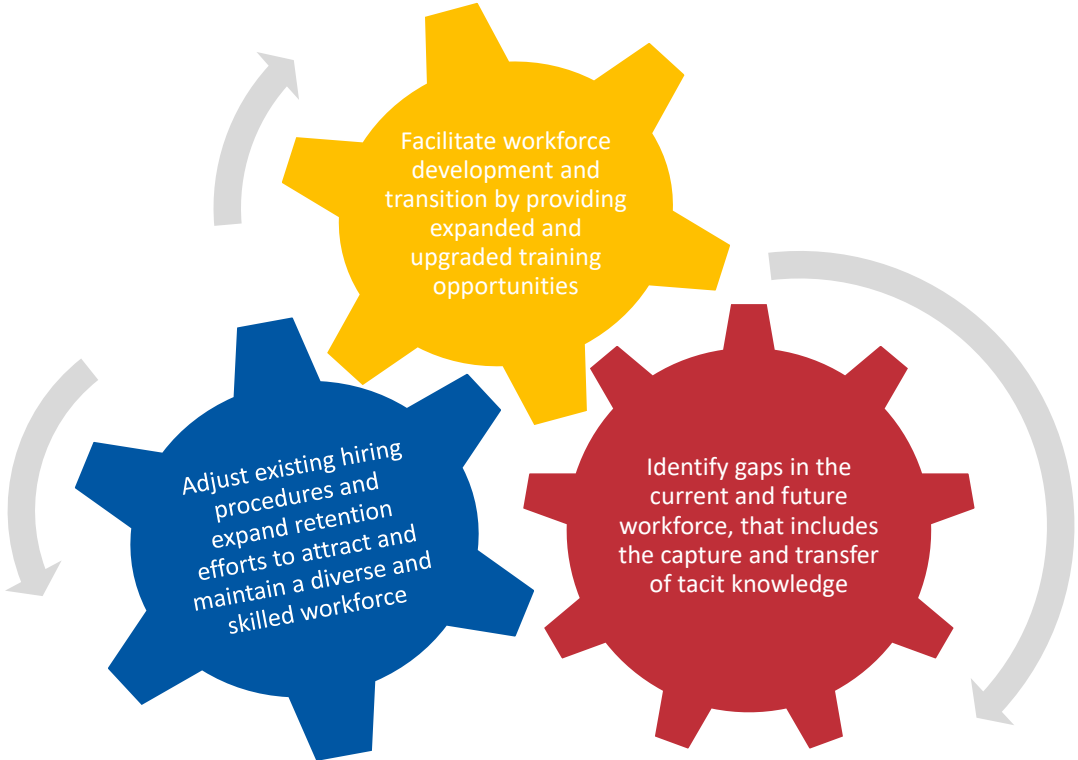 Facilitate workforce
development and
transition by providing
expanded and
upgraded training
opportunities
Adjust existing hiring
procedures and
expand retention
efforts to attract and
maintain a diverse and
skilled workforce
Identify gaps in the
current and future
workforce, that includes
the capture and transfer
of tacit knowledge